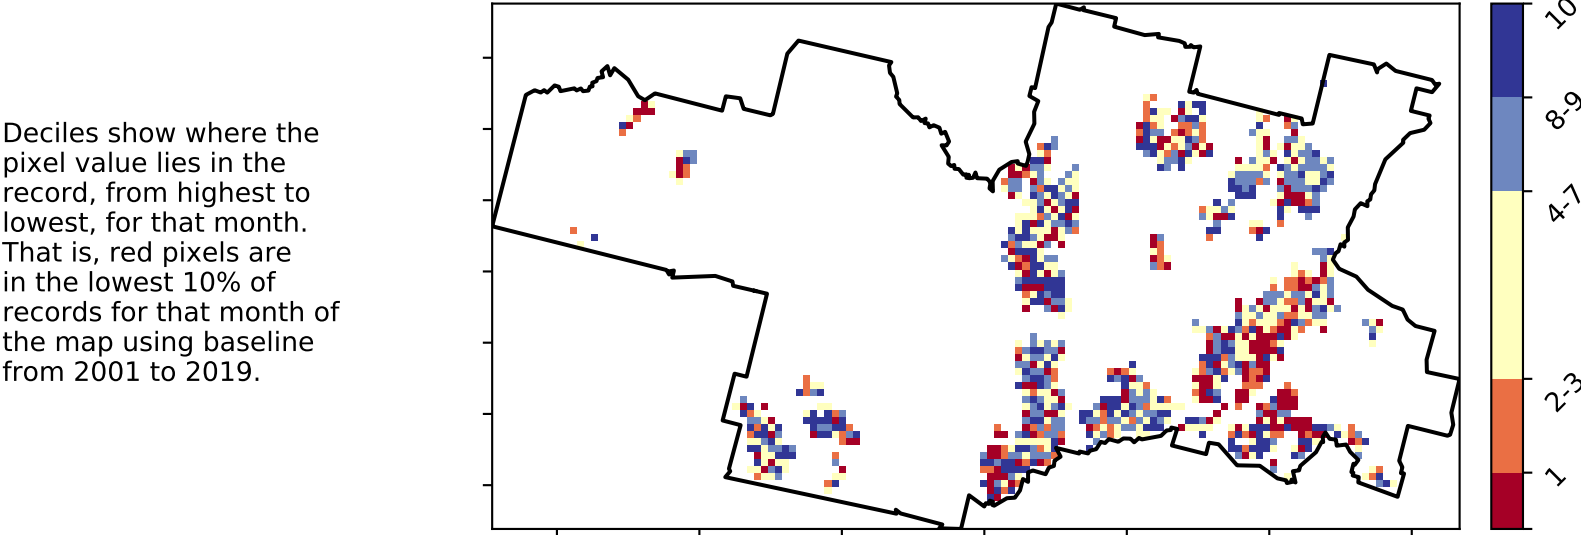 Deciles show where the
pixel value lies in the
record, from highest to
lowest, for that month.
That is, red pixels are
in the lowest 10% of
records for that month of
the map using baseline
from 2001 to 2019.
10
8-9
4-7
2-3
1